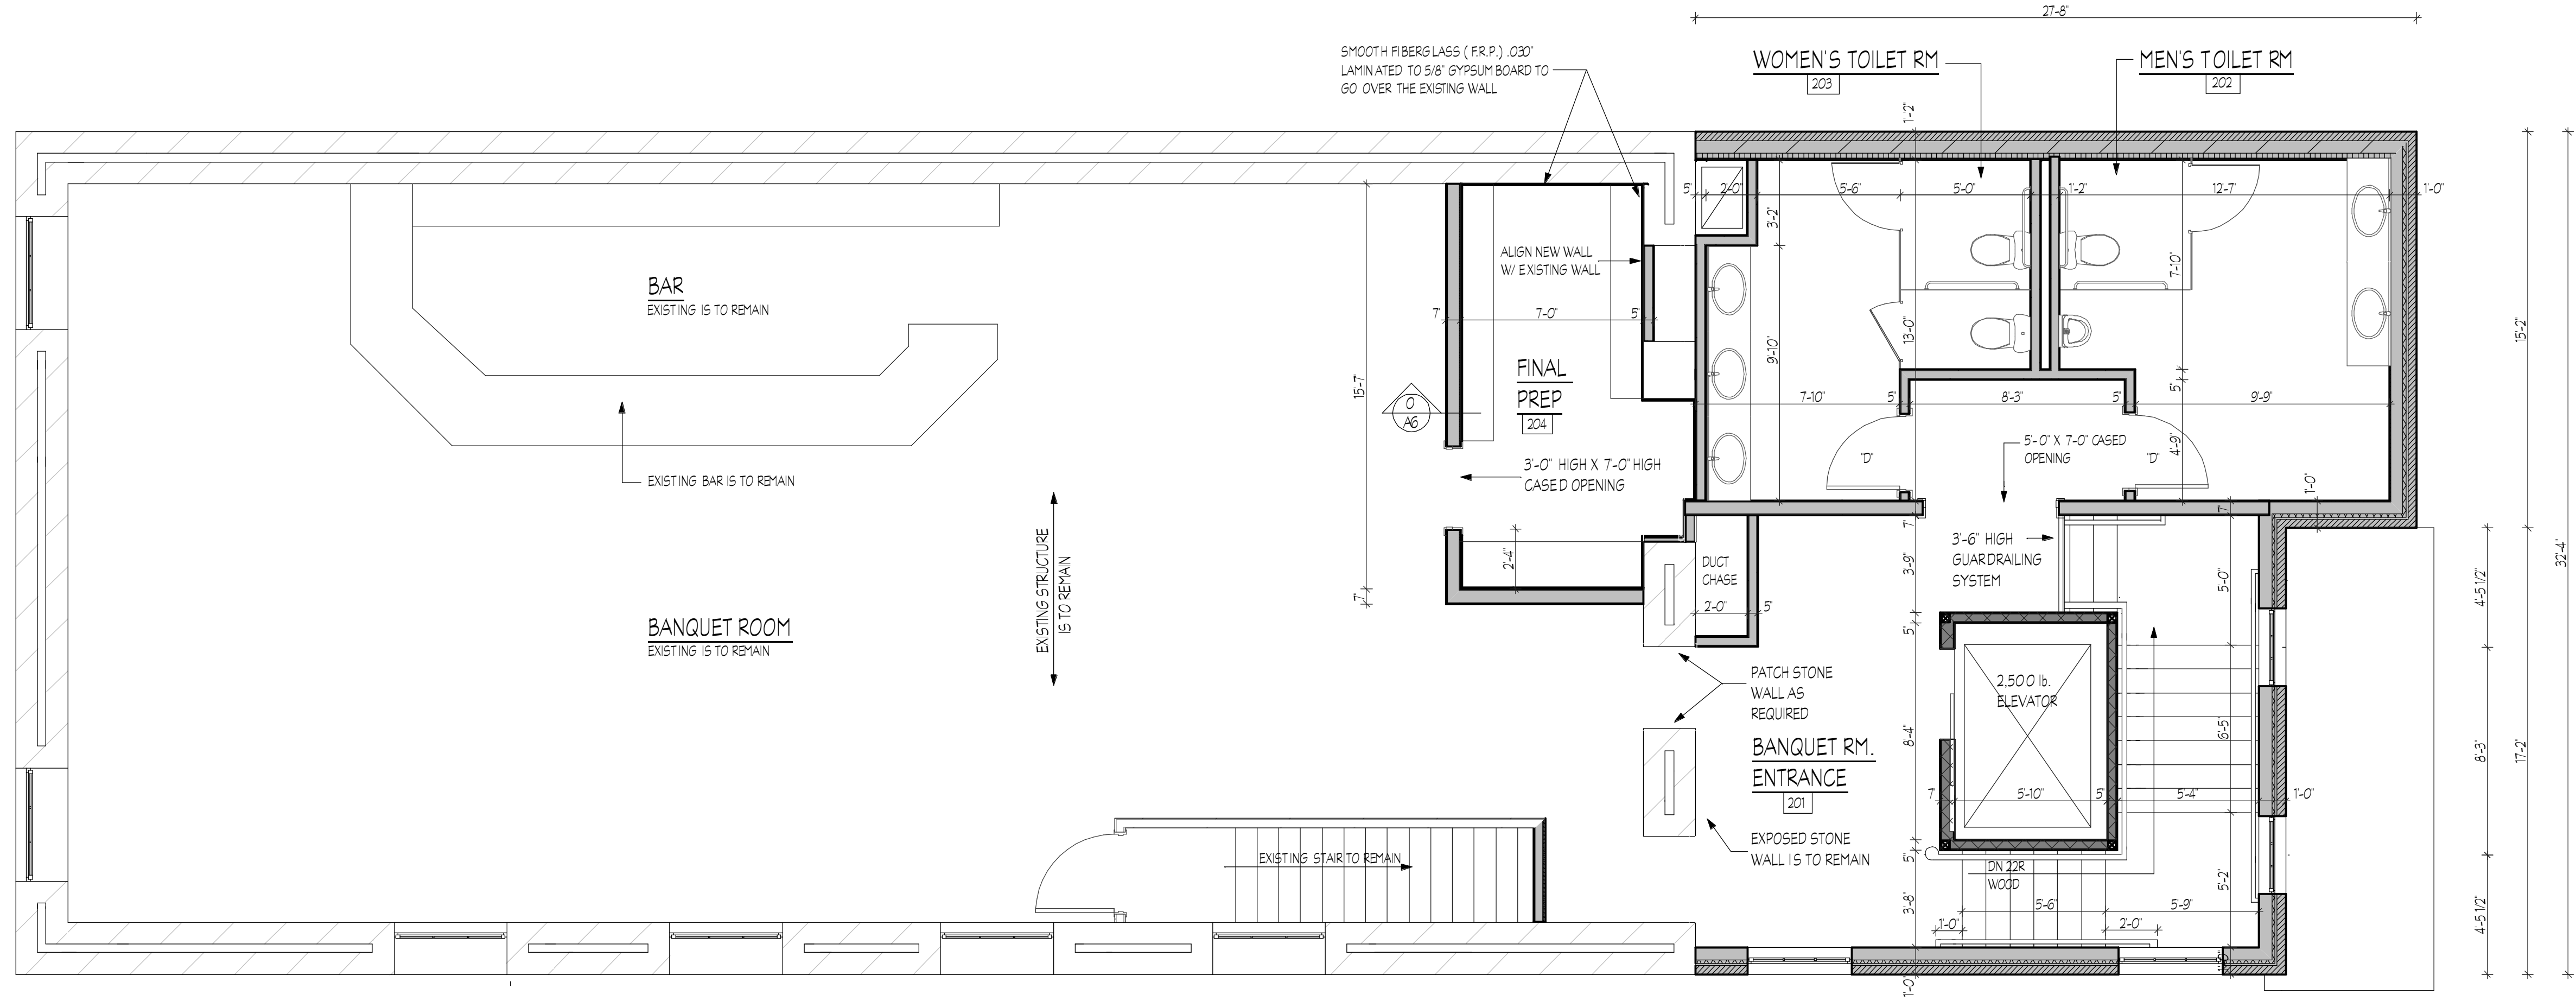 27-8"
SMOOTH FIBERGLASS ( F.R.P.) .030"
LAMINATED TO 5/8" GYPSUM BOARD TO
GO OVER THE EXISTING WALL
WOMEN'S TOILET RM
203
MEN'S TOILET RM
202
1'-2"
5'
2'-0"
5'-6"
5'-0"
1'-2"
12'-7"
1'-0"
3'-2"
ALIGN NEW WALL
W/ EXISTING WALL
7'-10"
BAR
EXISTING IS TO REMAIN
7'
7'-0"
5'
13'-0"
9'-10"
15'-2"
32'-4"
FINAL
PREP
204
15'-7"
0
A6
7'-10"
5'
8'-3"
5"
5'
9'-9"
5'-0" X 7'-0" CASED
OPENING
4'-9"
"D"
"D"
3'-0" HIGH X 7-0" HIGH
CASED OPENING
EXISTING BAR IS TO REMAIN
1'-0"
7'
7'
EXISTING STRUCTURE
IS TO REMAIN
3'-6" HIGH
GUARDRAILING
SYSTEM
2'-4"
DUCT
CHASE
3'-9"
5'-0"
4'-5 1/2"
7"
2'-0"
5'
5"
BANQUET ROOM
EXISTING IS TO REMAIN
PATCH STONE
WALL AS
REQUIRED
2,500 lb.
ELEVATOR
8'-4"
6'-5"
8'-3"
17'-2"
BANQUET RM.
ENTRANCE
201
7'
5'-10"
5"
5'-4"
1'-0"
EXISTING STAIR TO REMAIN
EXPOSED STONE
WALL IS TO REMAIN
5"
DN 22R
WOOD
5'-2"
3'-8"
5'-6"
5'-9"
4'-5 1/2"
1'-0"
2'-0"
1'-0"